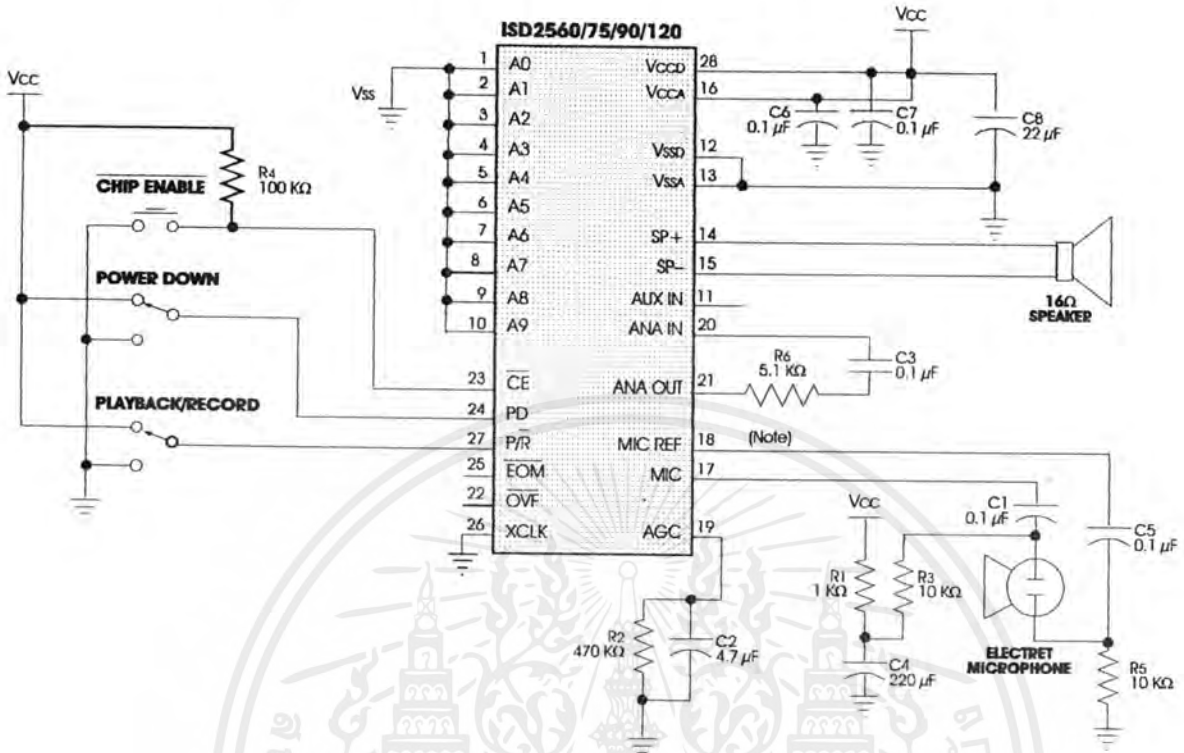 ISD2560/75/90/120
VCC
VSS
R4
100 KΩ
CHIP ENABLE
POWER DOWN
PLAYBACK/RECORD
1 A0
2 A1
3 A2
4 A3
5 A4
6 A5
7 A6
8 A7
9 A8
10 A9
23 CE
24 PD
27 P/R
25 EOM
22 OVF
26 XCLK
VCCD 28
VCCA 16
VSSD 12
VSSA 13
SP+ 14
SP– 15
AUX IN 11
ANA IN 20
ANA OUT 21
MIC REF 18
MIC 17
AGC 19
VCC
C6
0.1 µF
C7
0.1 µF
C8
22 µF
16Ω
SPEAKER
R6
5.1 KΩ
C3
0.1 µF
(Note)
VCC
C1
0.1 µF
C5
0.1 µF
R1
1 KΩ
R3
10 KΩ
C4
220 µF
ELECTRET
MICROPHONE
R5
10 KΩ
R2
470 KΩ
C2
4.7 µF